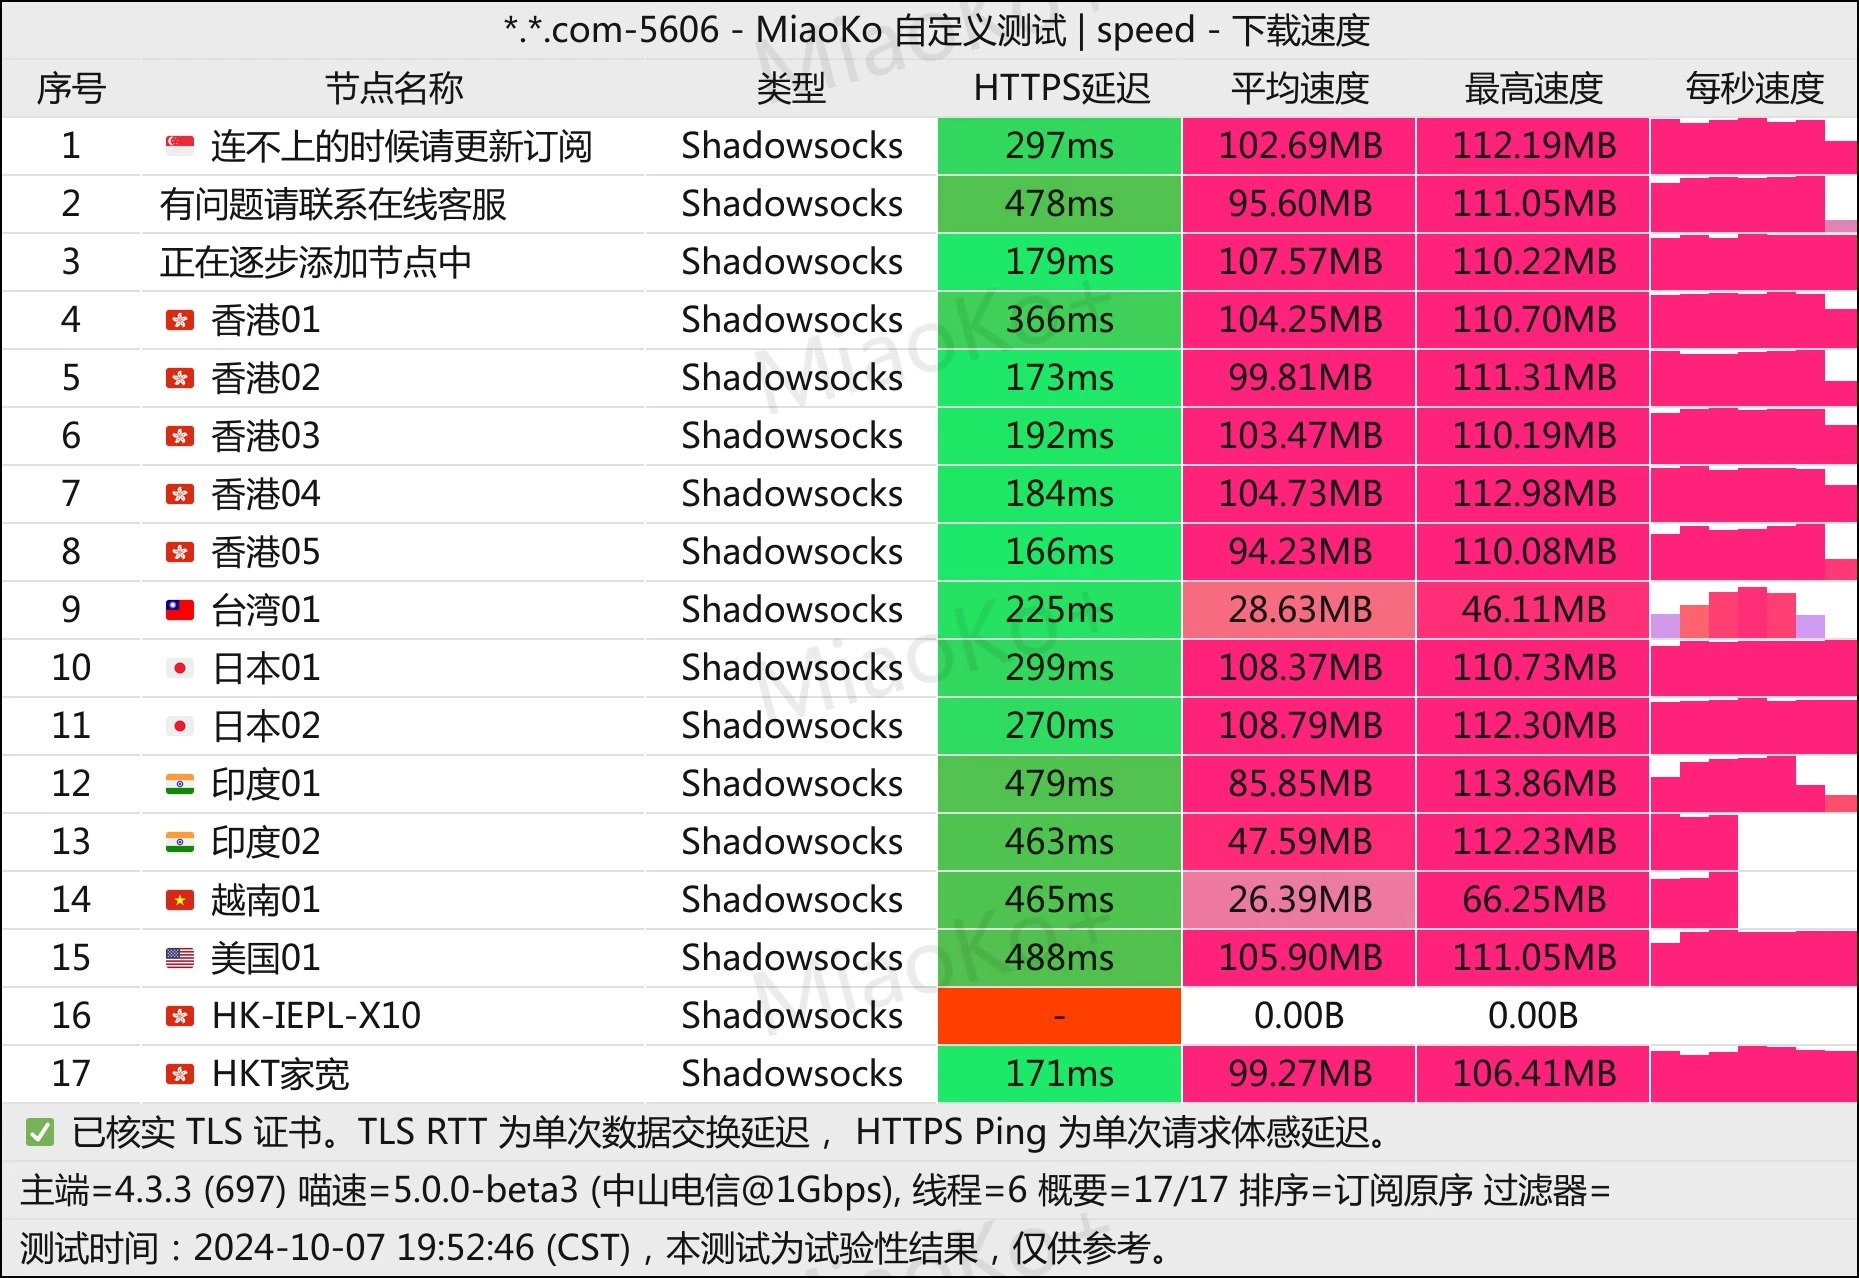 *.*.com-5606 - MiaoKo 自定义测试 | speed - 下载速度
序号 节点名称 类型 HTTPS延迟 平均速度 最高速度 每秒速度
1 连不上的时候请更新订阅 Shadowsocks 297ms 102.69MB 112.19MB
2 有问题请联系在线客服 Shadowsocks 478ms 95.60MB 111.05MB
3 正在逐步添加节点中 Shadowsocks 179ms 107.57MB 110.22MB
4 香港01 Shadowsocks 366ms 104.25MB 110.70MB
5 香港02 Shadowsocks 173ms 99.81MB 111.31MB
6 香港03 Shadowsocks 192ms 103.47MB 110.19MB
7 香港04 Shadowsocks 184ms 104.73MB 112.98MB
8 香港05 Shadowsocks 166ms 94.23MB 110.08MB
9 台湾01 Shadowsocks 225ms 28.63MB 46.11MB
10 日本01 Shadowsocks 299ms 108.37MB 110.73MB
11 日本02 Shadowsocks 270ms 108.79MB 112.30MB
12 印度01 Shadowsocks 479ms 85.85MB 113.86MB
13 印度02 Shadowsocks 463ms 47.59MB 112.23MB
14 越南01 Shadowsocks 465ms 26.39MB 66.25MB
15 美国01 Shadowsocks 488ms 105.90MB 111.05MB
16 HK-IEPL-X10 Shadowsocks - 0.00B 0.00B
17 HKT家宽 Shadowsocks 171ms 99.27MB 106.41MB
✅ 已核实 TLS 证书。TLS RTT 为单次数据交换延迟， HTTPS Ping 为单次请求体感延迟。
主端=4.3.3 (697) 喵速=5.0.0-beta3 (中山电信@1Gbps), 线程=6 概要=17/17 排序=订阅原序 过滤器=
测试时间：2024-10-07 19:52:46 (CST)，本测试为试验性结果，仅供参考。
MiaoKo+
MiaoKo+
MiaoKo+
MiaoKo+
MiaoKo+